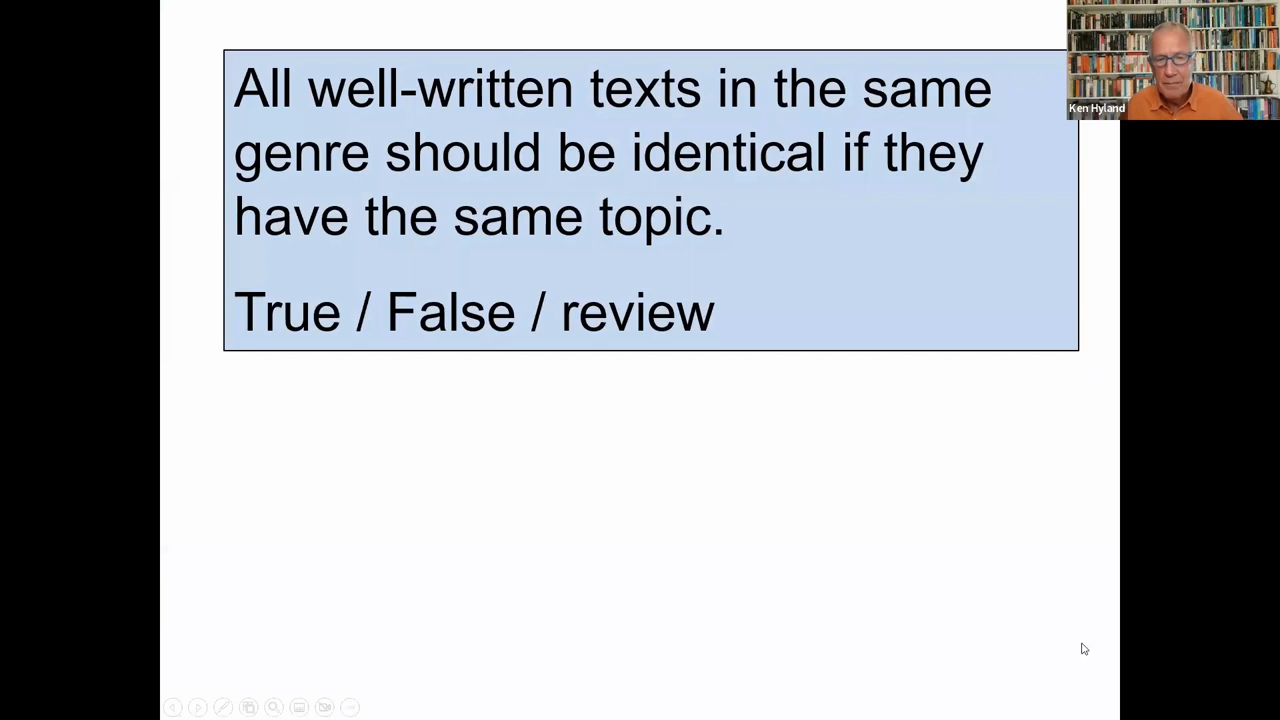 All well-written texts in the same
genre should be identical if they
have the same topic.
True / False / review
Ken Hyland